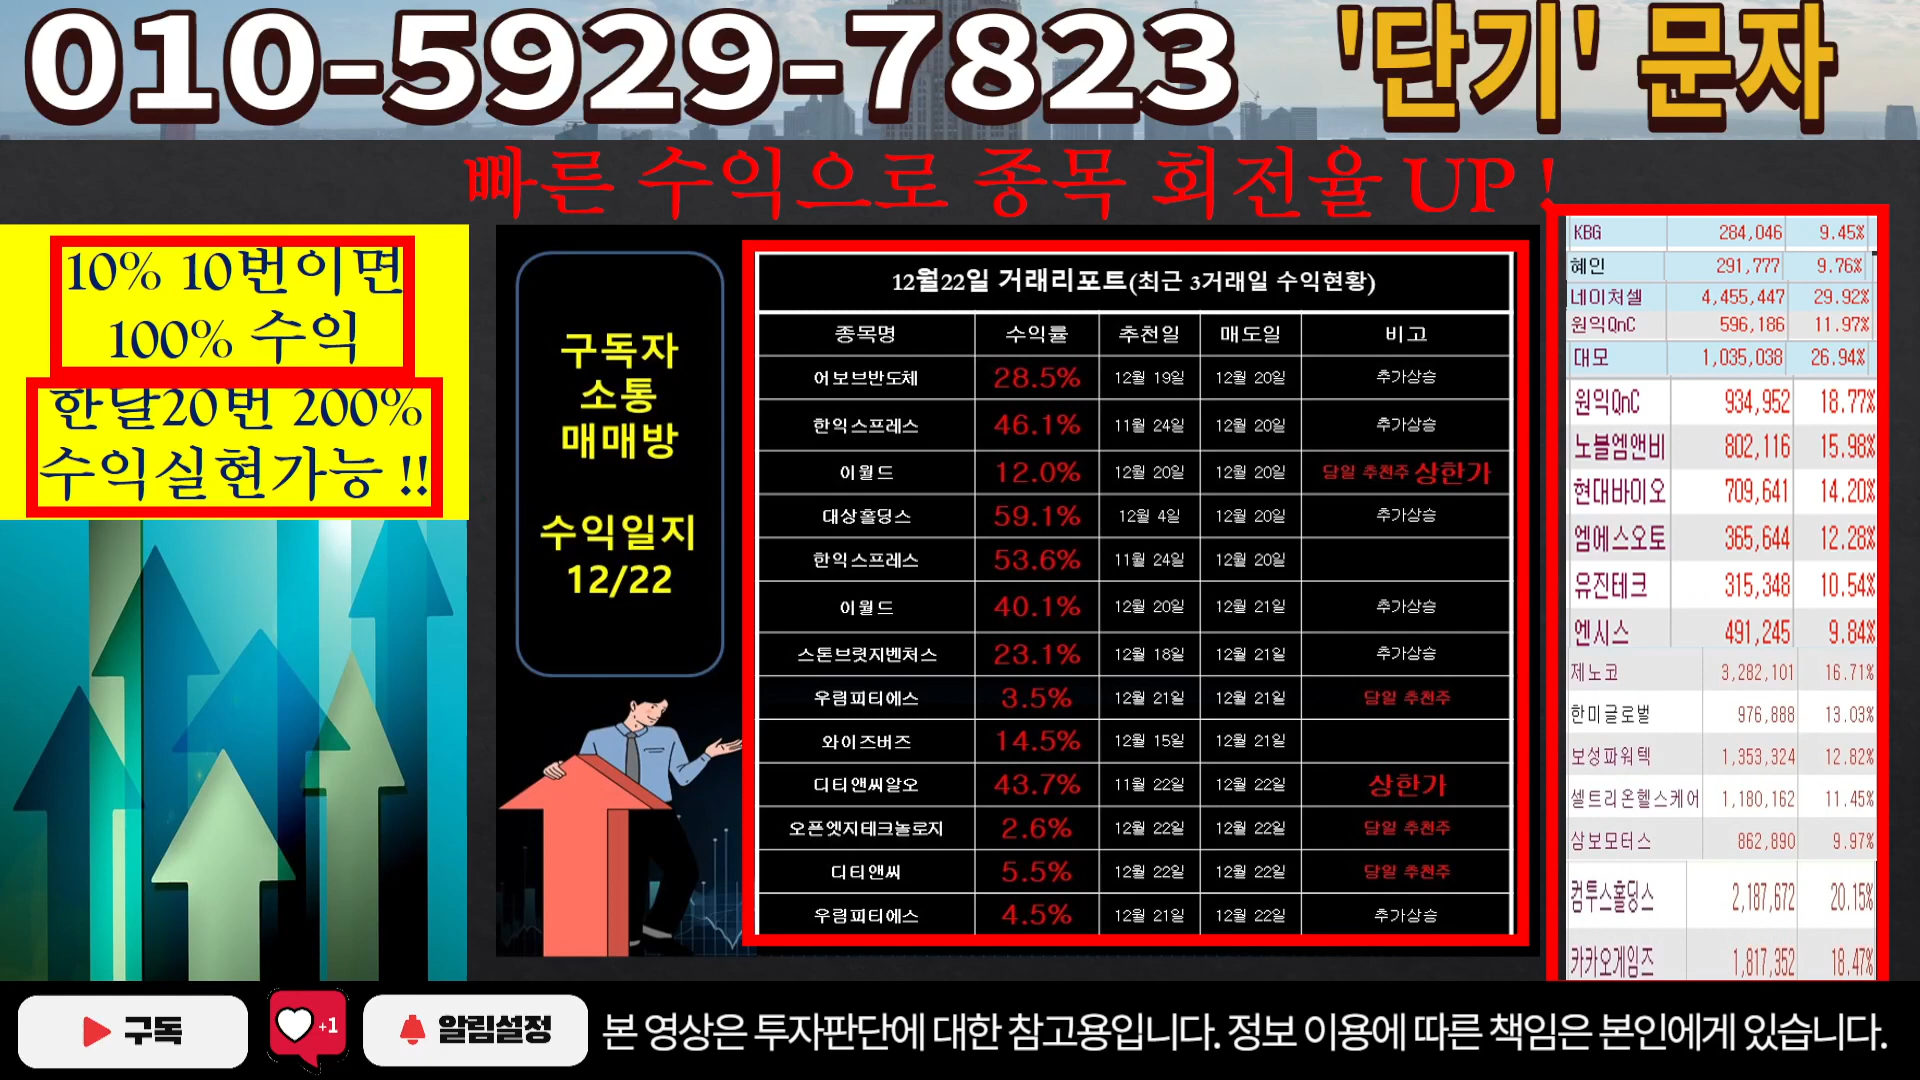 010-5929-7823 '단기' 문자
빠른 수익으로 종목 회전율 UP !
10% 10번이면
100% 수익
한달20번 200%
수익실현가능 !!
구독자
소통
매매방
수익일지
12/22
12월22일 거래리포트(최근 3거래일 수익현황)
종목명 수익률 추천일 매도일 비고
어보브반도체 28.5% 12월 19일 12월 20일 추가상승
한익스프레스 46.1% 11월 24일 12월 20일 추가상승
이월드 12.0% 12월 20일 12월 20일 당일 추천주 상한가
대상홀딩스 59.1% 12월 4일 12월 20일 추가상승
한익스프레스 53.6% 11월 24일 12월 20일
이월드 40.1% 12월 20일 12월 21일 추가상승
스톤브릿지벤처스 23.1% 12월 18일 12월 21일 추가상승
우림피티에스 3.5% 12월 21일 12월 21일 당일 추천주
와이즈버즈 14.5% 12월 15일 12월 21일
디티앤씨알오 43.7% 11월 22일 12월 22일 상한가
오픈엣지테크놀로지 2.6% 12월 22일 12월 22일 당일 추천주
디티앤씨 5.5% 12월 22일 12월 22일 당일 추천주
우림피티에스 4.5% 12월 21일 12월 22일 추가상승
KBG 284,046 9.45%
혜인 291,777 9.76%
네이처셀 4,455,447 29.92%
원익QnC 596,186 11.97%
대모 1,035,038 26.94%
원익QnC 934,952 18.77%
노블엠앤비 802,116 15.98%
현대바이오 709,641 14.20%
엠에스오토 365,644 12.28%
유진테크 315,348 10.54%
엔시스 491,245 9.84%
제노코 3,282,101 16.71%
한미글로벌 976,888 13.03%
보성파워텍 1,353,324 12.82%
셀트리온헬스케어 1,180,162 11.45%
상보모터스 862,890 9.97%
컴투스홀딩스 2,187,672 20.15%
카카오게임즈 1,817,352 18.47%
구독
+1
알림설정
본 영상은 투자판단에 대한 참고용입니다. 정보 이용에 따른 책임은 본인에게 있습니다.